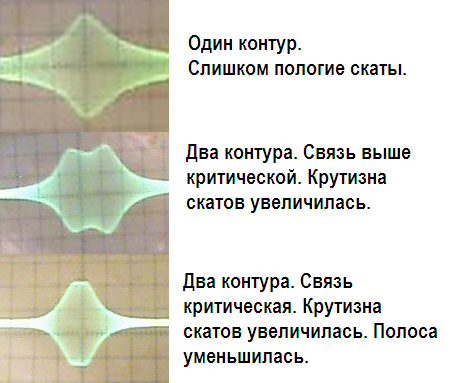 Один контур.
Слишком пологие скаты.
Два контура. Связь выше
критической. Крутизна
скатов увеличилась.
Два контура. Связь
критическая. Крутизна
скатов увеличилась. Полоса
уменьшилась.